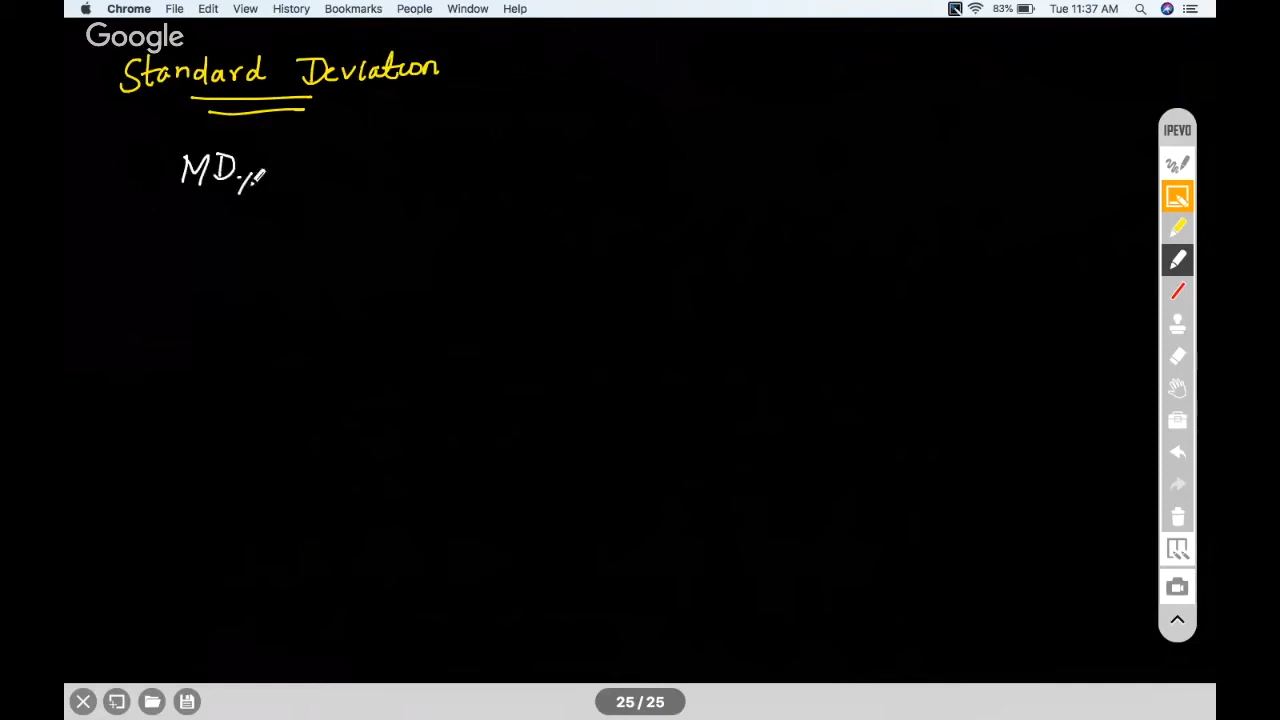 Chrome File Edit View History Bookmarks People Window Help 83% Tue 11:37 AM
Google
Standard Deviation
IPEVO
MD
25 / 25